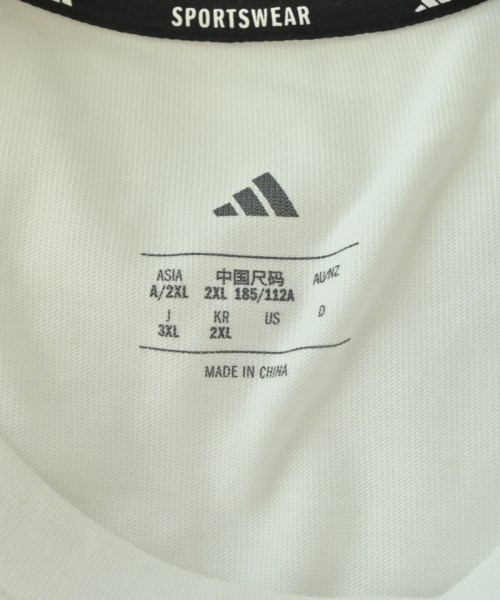 SPORTSWEAR
ASIA 中国尺码 AU/NZ
A/2XL 2XL 185/112A
J KR US D
3XL 2XL
MADE IN CHINA